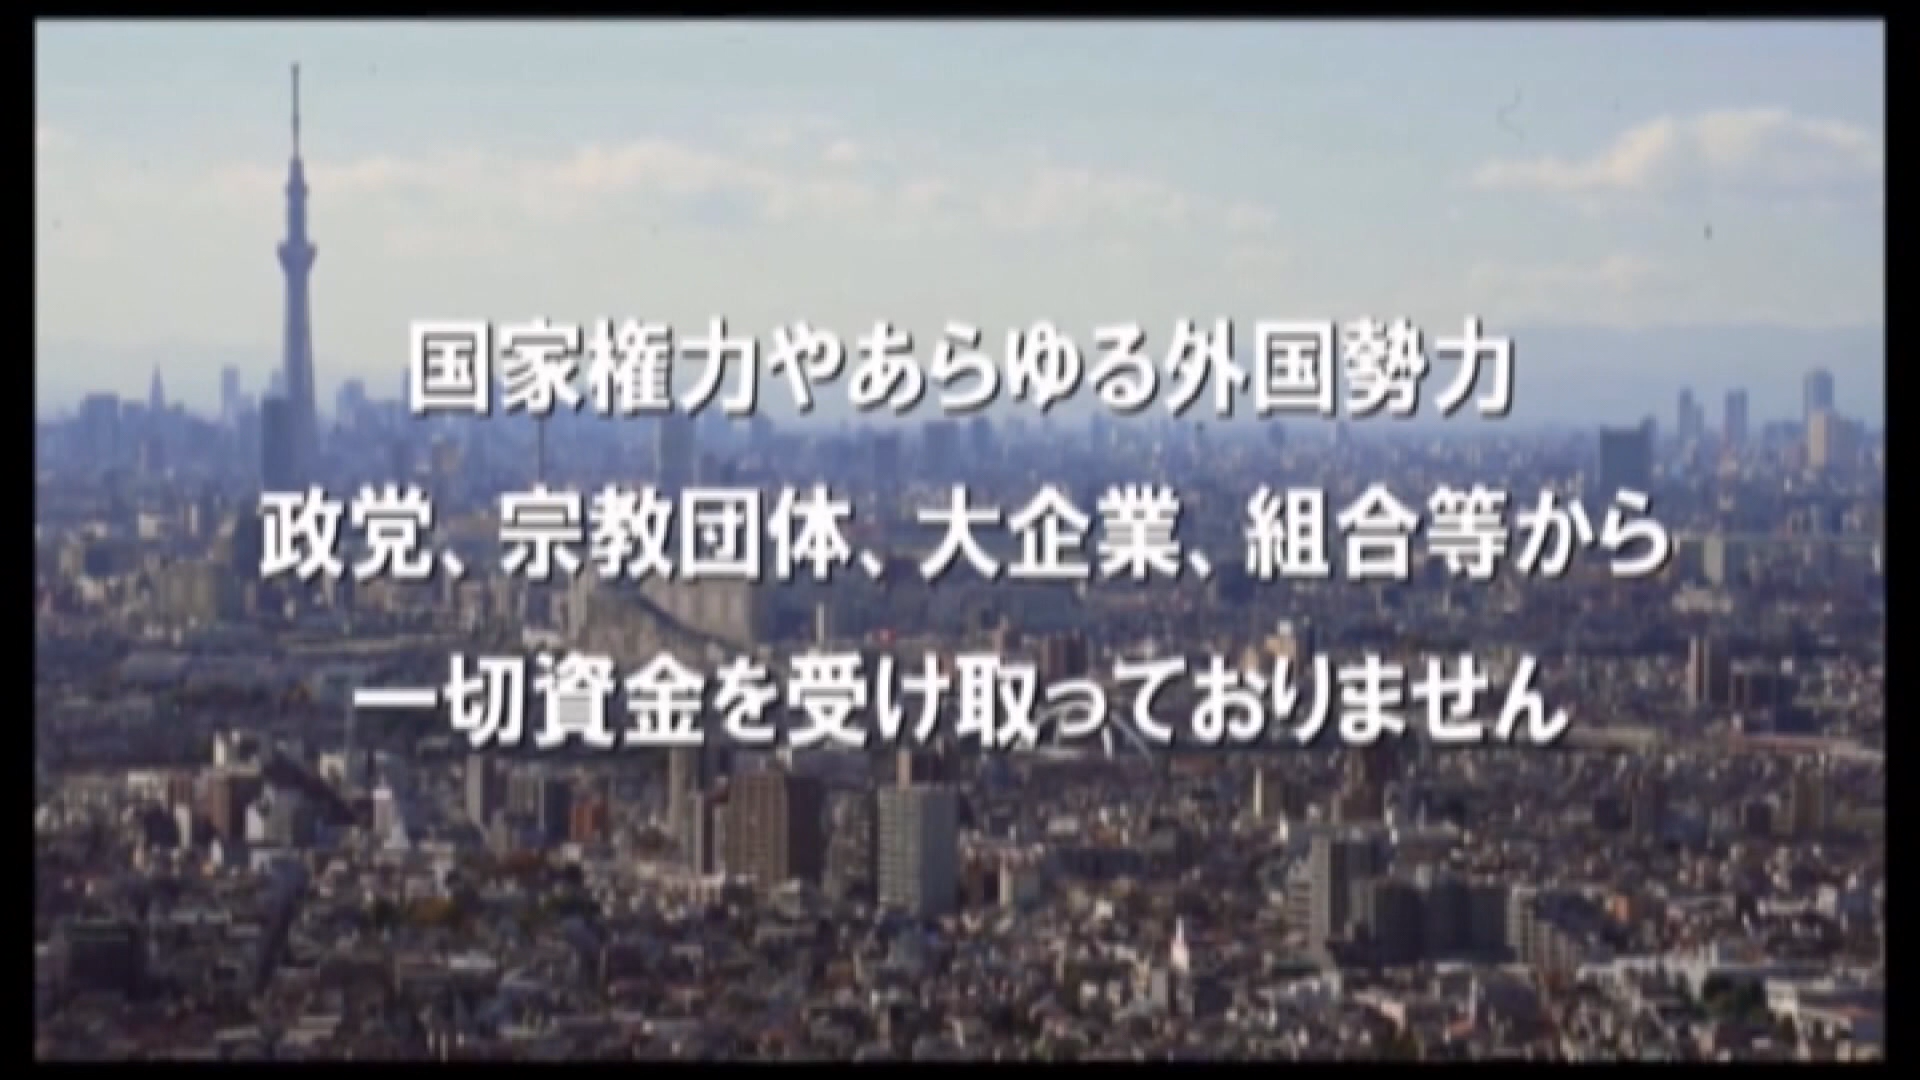 国家権力やあらゆる外国勢力
政党、宗教団体、大企業、組合等から
一切資金を受け取っておりません